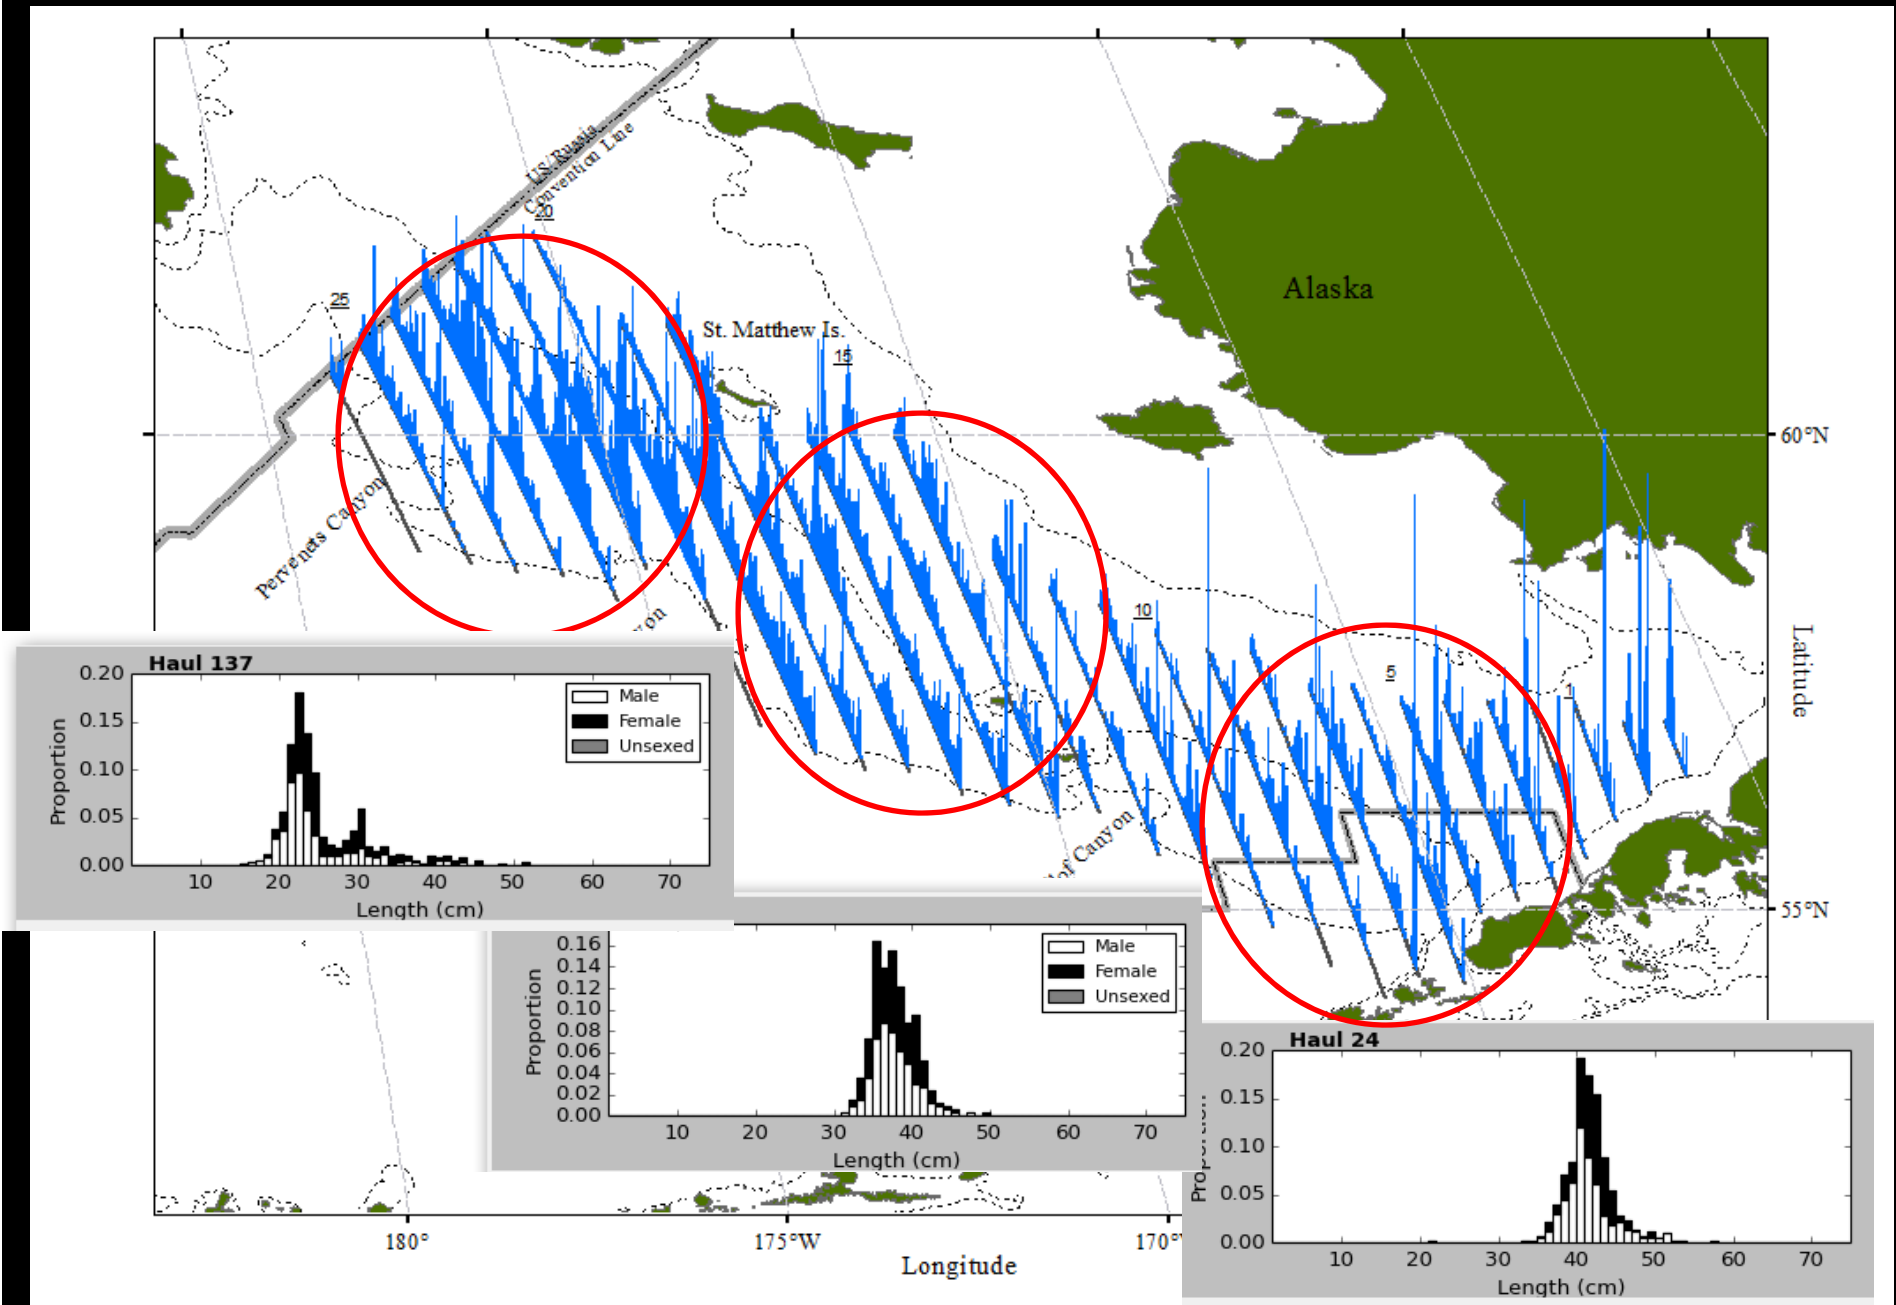 US/Russia
Convention Line
20
25
St. Matthew Is.
15
Alaska
60°N
Pervenets Canyon
10
5
1
Latitude
55°N
Haul 137
0.20
0.15
0.10
0.05
0.00
Proportion
Male
Female
Unsexed
10 20 30 40 50 60 70
Length (cm)
0.16
0.14
0.12
0.10
0.08
0.06
0.04
0.02
0.00
Proportion
Male
Female
Unsexed
10 20 30 40 50 60 70
Length (cm)
Canyon
Haul 24
0.20
0.15
0.10
0.05
0.00
10 20 30 40 50 60 70
Length (cm)
180° 175°W 170°
Longitude